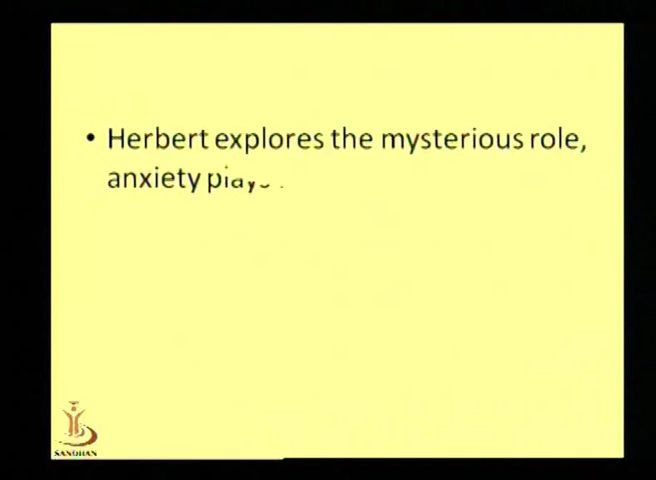 • Herbert explores the mysterious role,
anxiety plays
SANDHAN